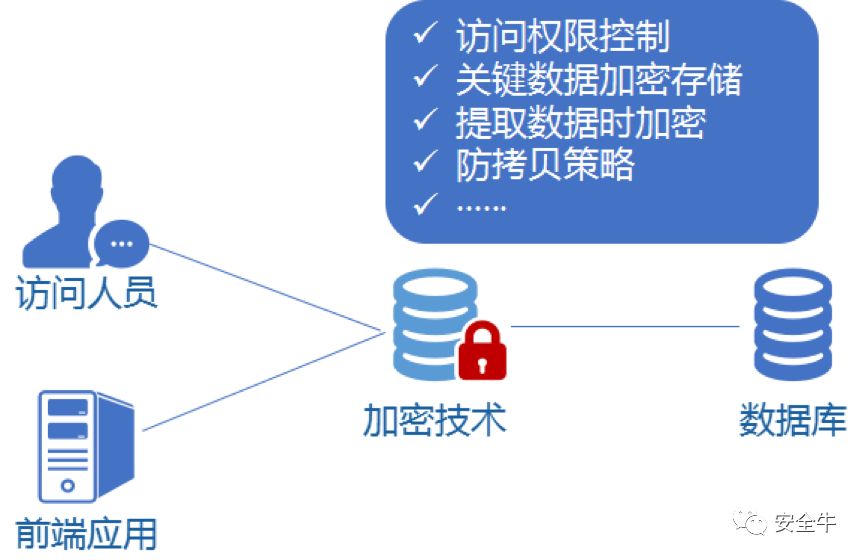 ✓ 访问权限控制
✓ 关键数据加密存储
✓ 提取数据时加密
✓ 防拷贝策略
✓ ······
访问人员
加密技术
数据库
前端应用
安全牛